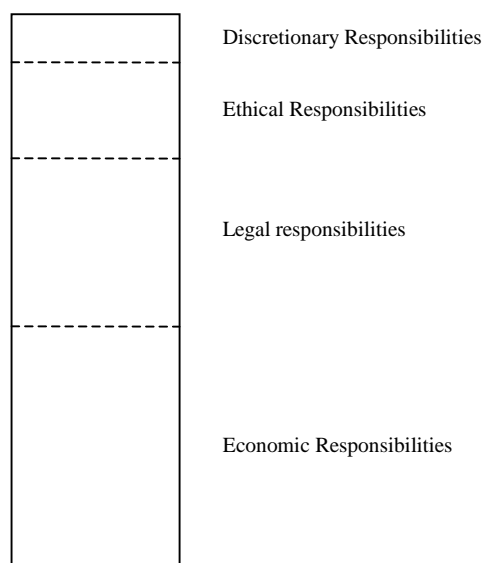 Discretionary Responsibilities
Ethical Responsibilities
Legal responsibilities
Economic Responsibilities